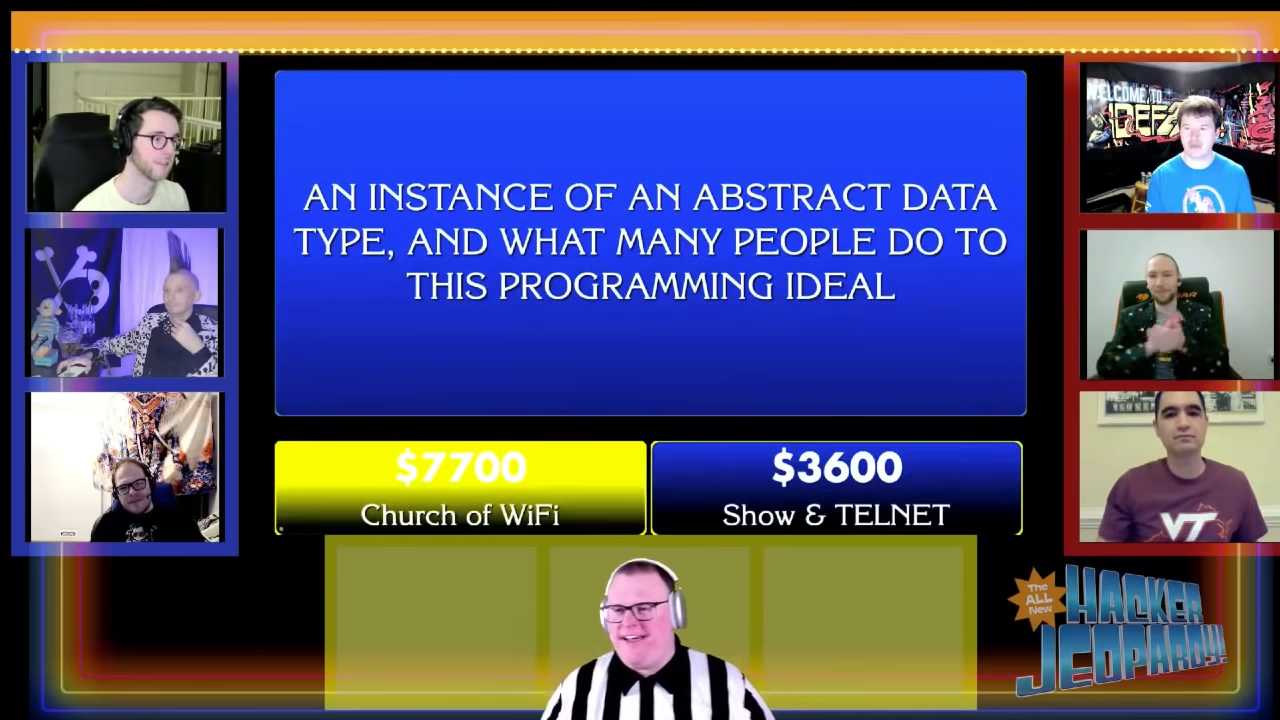 WELCOME TO
AN INSTANCE OF AN ABSTRACT DATA
TYPE, AND WHAT MANY PEOPLE DO TO
THIS PROGRAMMING IDEAL
$7700
Church of WiFi
$3600
Show & TELNET
VT
The
ALL
New
HACKER
JEOPARDY!